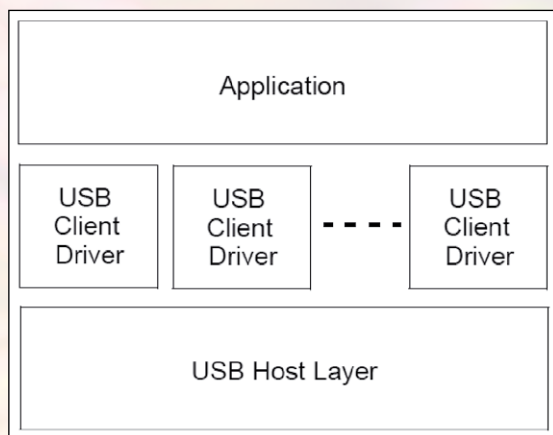 Application
USB
Client
Driver
USB
Client
Driver
USB
Client
Driver
USB Host Layer